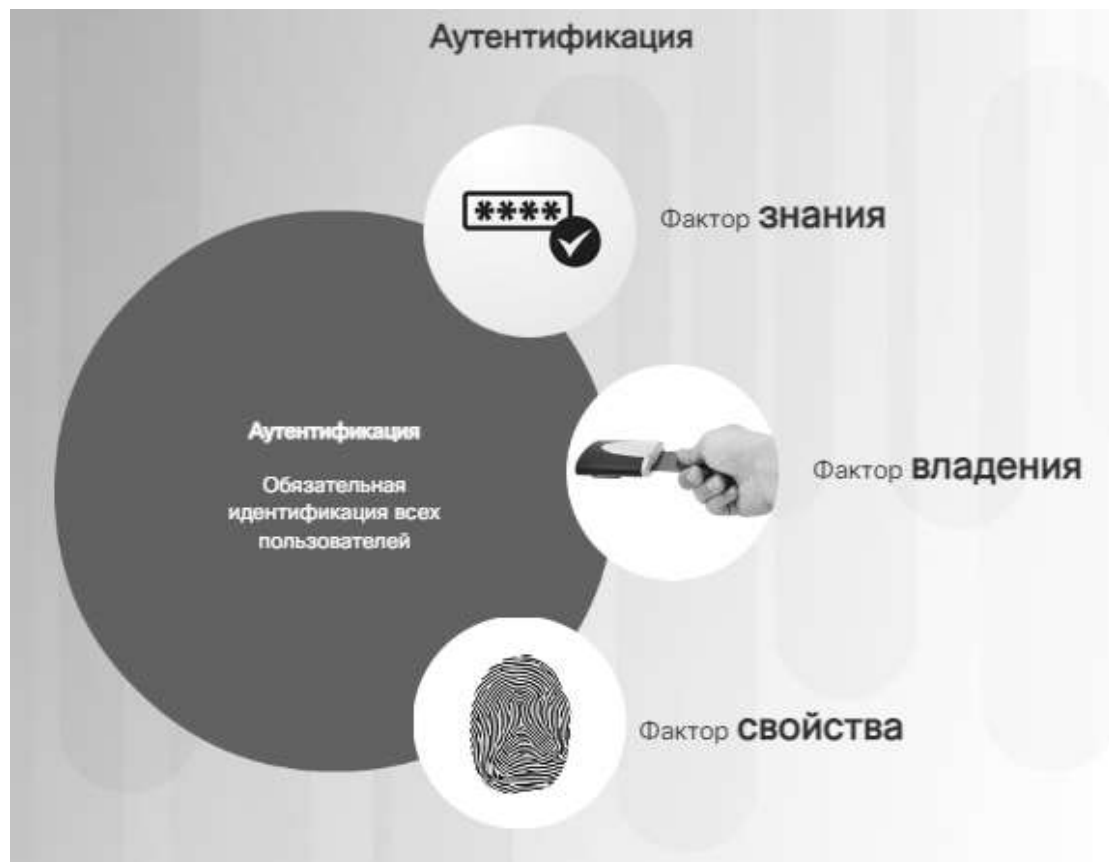 Аутентификация
****
Фактор знания
Аутентификация
Обязательная
идентификация всех
пользователей
Фактор владения
Фактор свойства